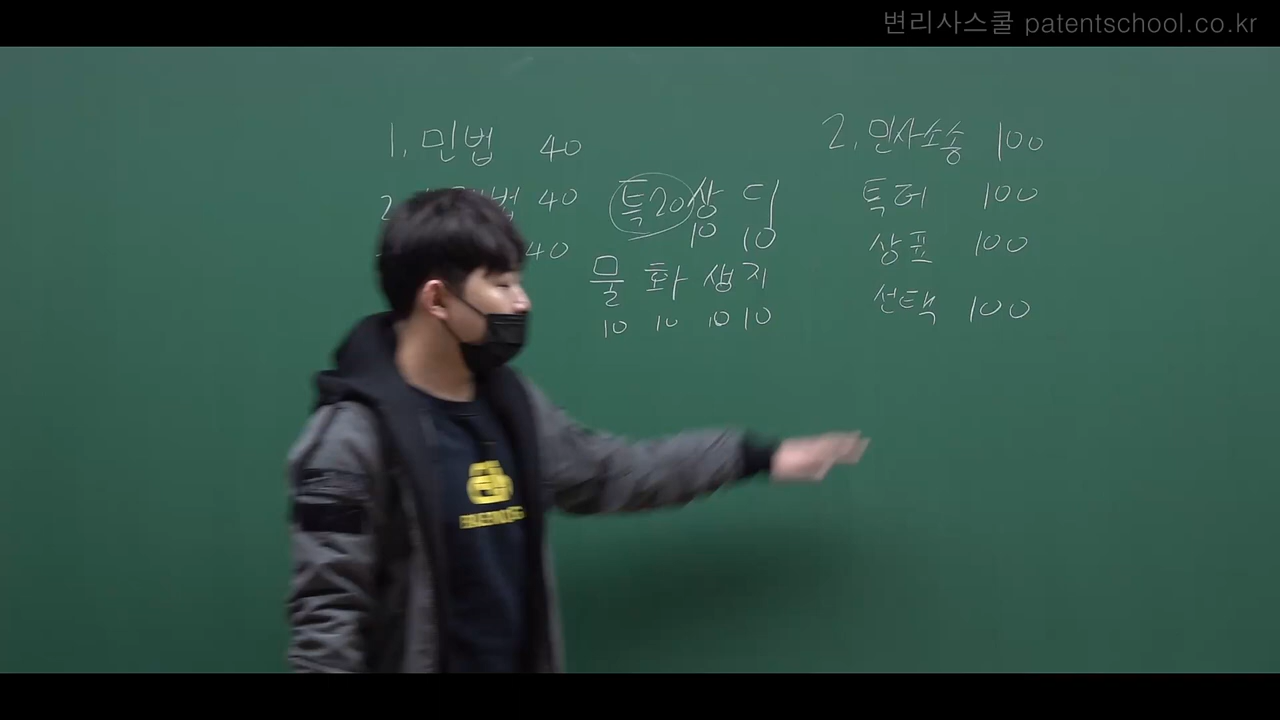 변리사스쿨 patentschool.co.kr
1. 민법 40
2 법 40 특20 상 디
10 10
40
물 화 생 지
10 10 10 10
2. 민사소송 100
특허 100
상표 100
선택 100